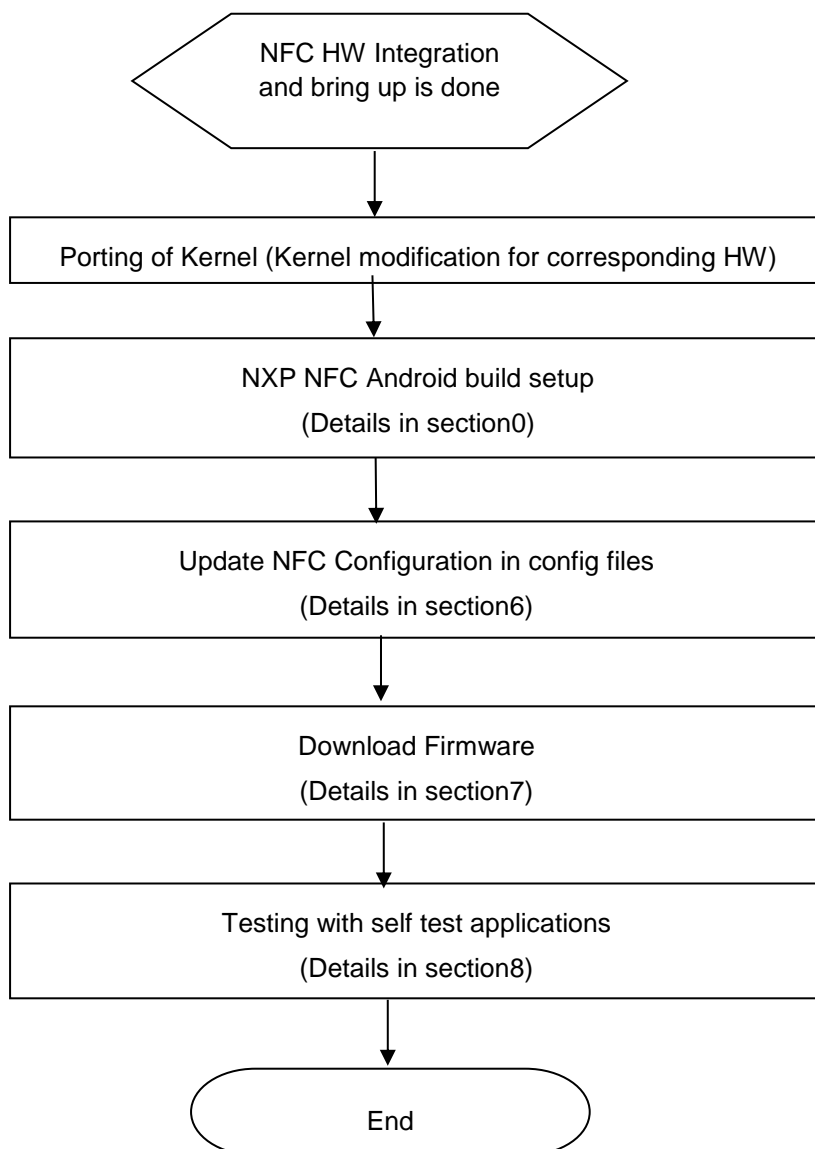 NFC HW Integration
and bring up is done
Porting of Kernel (Kernel modification for corresponding HW)
NXP NFC Android build setup
(Details in section0)
Update NFC Configuration in config files
(Details in section6)
Download Firmware
(Details in section7)
Testing with self test applications
(Details in section8)
End